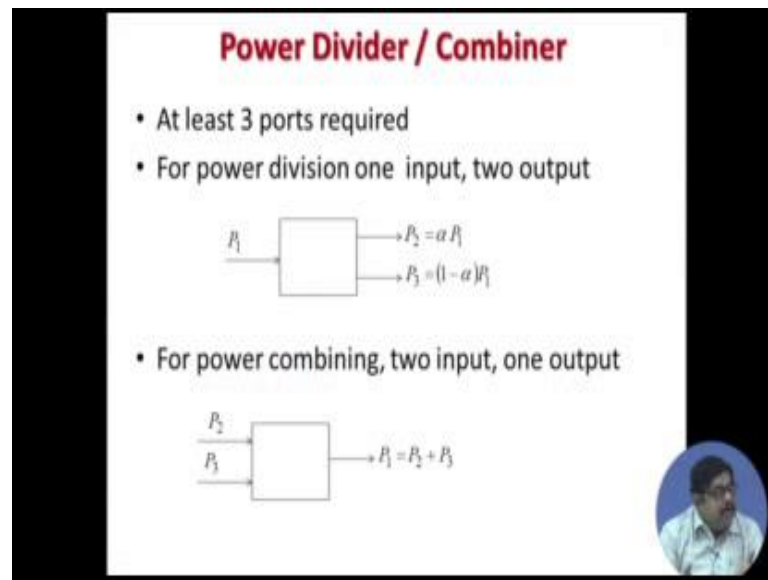 Power Divider / Combiner
• At least 3 ports required
• For power division one input, two output
P₁
P₂ = α P₁
P₃ = (1 - α)P₁
• For power combining, two input, one output
P₂
P₃
P₁ = P₂ + P₃